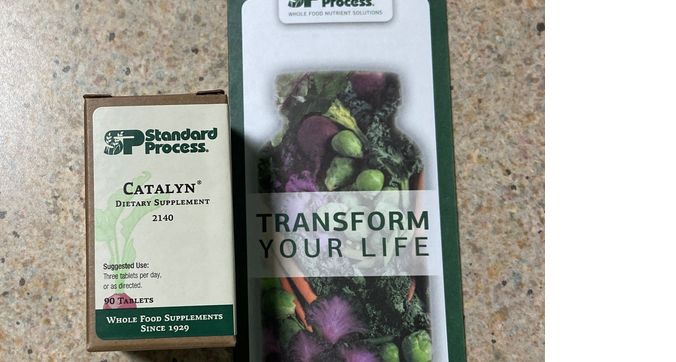 Process.
WHOLE FOOD NUTRIENT SOLUTIONS
TRANSFORM
YOUR LIFE
SP Standard
Process.
CATALYN®
DIETARY SUPPLEMENT
2140
Suggested Use:
Three tablets per day,
or as directed.
90 TABLETS
WHOLE FOOD SUPPLEMENTS
SINCE 1929